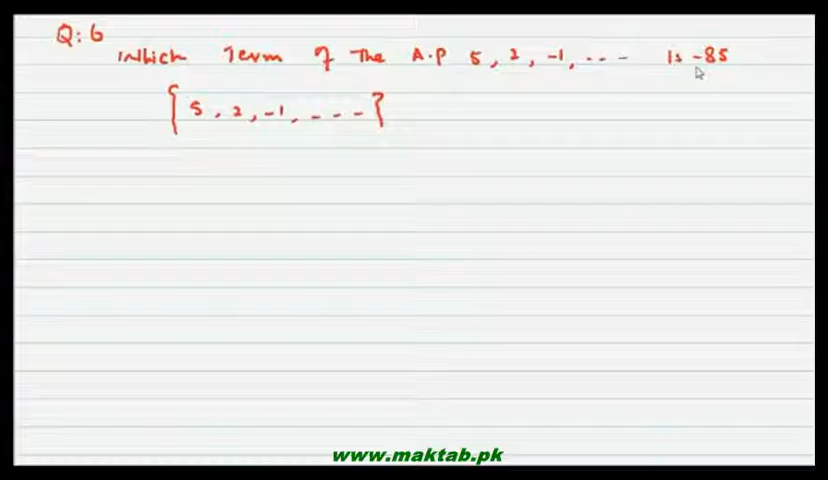 Q: 6
Which Term of The A.P 5, 2, -1, --- is -85
{5, 2, -1, ---}
www.maktab.pk